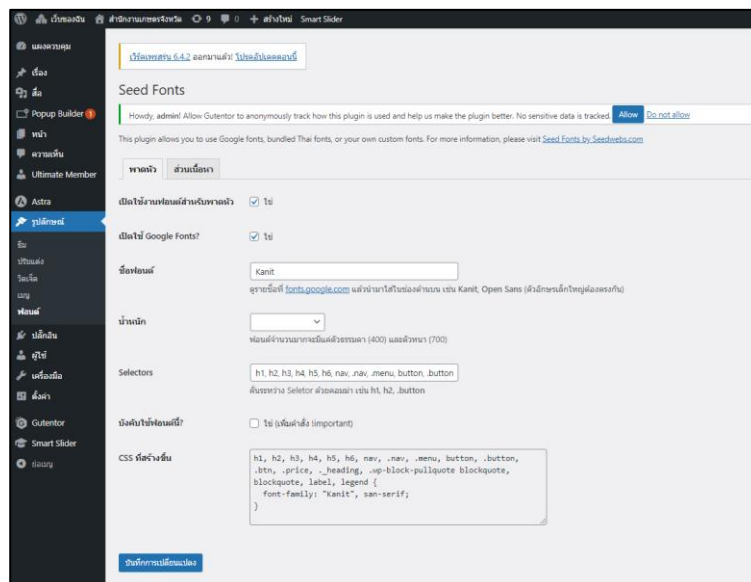 เว็บของฉัน สำนักงานเกษตรจังหวัด 9 0 + สร้างใหม่ Smart Slider
แผงควบคุม
เรื่อง
สื่อ
Popup Builder 1
หน้า
ความเห็น
Ultimate Member
Astra
รูปลักษณ์
ธีม
ปรับแต่ง
วิดเจ็ต
เมนู
ฟอนต์
ปลั๊กอิน
ผู้ใช้
เครื่องมือ
ตั้งค่า
Gutentor
Smart Slider
ย่อเมนู
เวิร์ดเพรสรุ่น 6.4.2 ออกมาแล้ว! โปรดอัปเดตตอนนี้
Seed Fonts
Howdy, admin! Allow Gutentor to anonymously track how this plugin is used and help us make the plugin better. No sensitive data is tracked. Allow Do not allow
This plugin allows you to use Google fonts, bundled Thai fonts, or your own custom fonts. For more information, please visit Seed Fonts by Seedwebs.com
พาดหัว ส่วนเนื้อหา
เปิดใช้งานฟอนต์สำหรับพาดหัว ใช่
เปิดใช้ Google Fonts? ใช่
ชื่อฟอนต์ Kanit
ดูรายชื่อที่ fonts.google.com แล้วนำมาใส่ในช่องด้านบน เช่น Kanit, Open Sans (ตัวอักษรเล็กใหญ่ต้องตรงกัน)
น้ำหนัก
ฟอนต์จำนวนมากจะมีแค่ตัวธรรมดา (400) และตัวหนา (700)
Selectors h1, h2, h3, h4, h5, h6, nav, .nav, .menu, button, .button
คั่นระหว่าง Seletor ด้วยคอมม่า เช่น h1, h2, .button
บังคับใช้ฟอนต์นี้? ใช่ (เพิ่มคำสั่ง !important)
CSS ที่สร้างขึ้น h1, h2, h3, h4, h5, h6, nav, .nav, .menu, button, .button,
.btn, .price, ._heading, .wp-block-pullquote blockquote,
blockquote, label, legend {
font-family: "Kanit", san-serif;
}
บันทึกการเปลี่ยนแปลง